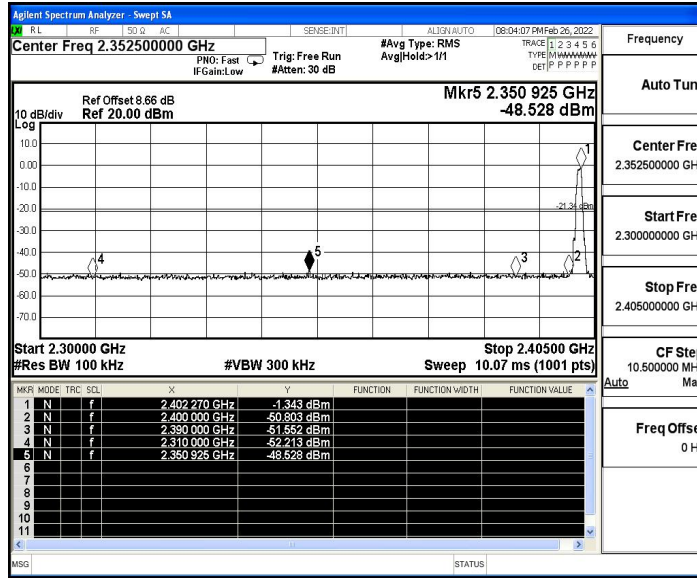 Agilent Spectrum Analyzer - Swept SA
LXI RL RF 50 Ω AC SENSE:INT ALIGN AUTO 08:04:07 PM Feb 26, 2022
Center Freq 2.352500000 GHz
PNO: Fast
IFGain:Low
Trig: Free Run
#Atten: 30 dB
#Avg Type: RMS
Avg|Hold:>1/1
TRACE 1 2 3 4 5 6
TYPE M
DET P P P P P P
Ref Offset 8.66 dB
10 dB/div Ref 20.00 dBm
Log
Mkr5 2.350 925 GHz
-48.528 dBm
10.0
0.00
-10.0
-20.0
-30.0
-40.0
-50.0
-60.0
-70.0
1
-21.34 dBm
4
5
3
2
Start 2.30000 GHz Stop 2.40500 GHz
#Res BW 100 kHz #VBW 300 kHz Sweep 10.07 ms (1001 pts)
MKR MODE TRC SCL X Y FUNCTION FUNCTION WIDTH FUNCTION VALUE
1 N f 2.402 270 GHz -1.343 dBm
2 N f 2.400 000 GHz -50.803 dBm
3 N f 2.390 000 GHz -51.552 dBm
4 N f 2.310 000 GHz -52.213 dBm
5 N f 2.350 925 GHz -48.528 dBm
6
7
8
9
10
11
MSG STATUS
Frequency
Auto Tun
Center Fre
2.352500000 GH
Start Fre
2.300000000 GH
Stop Fre
2.405000000 GH
CF Ste
10.500000 MH
Auto Ma
Freq Offse
0 H